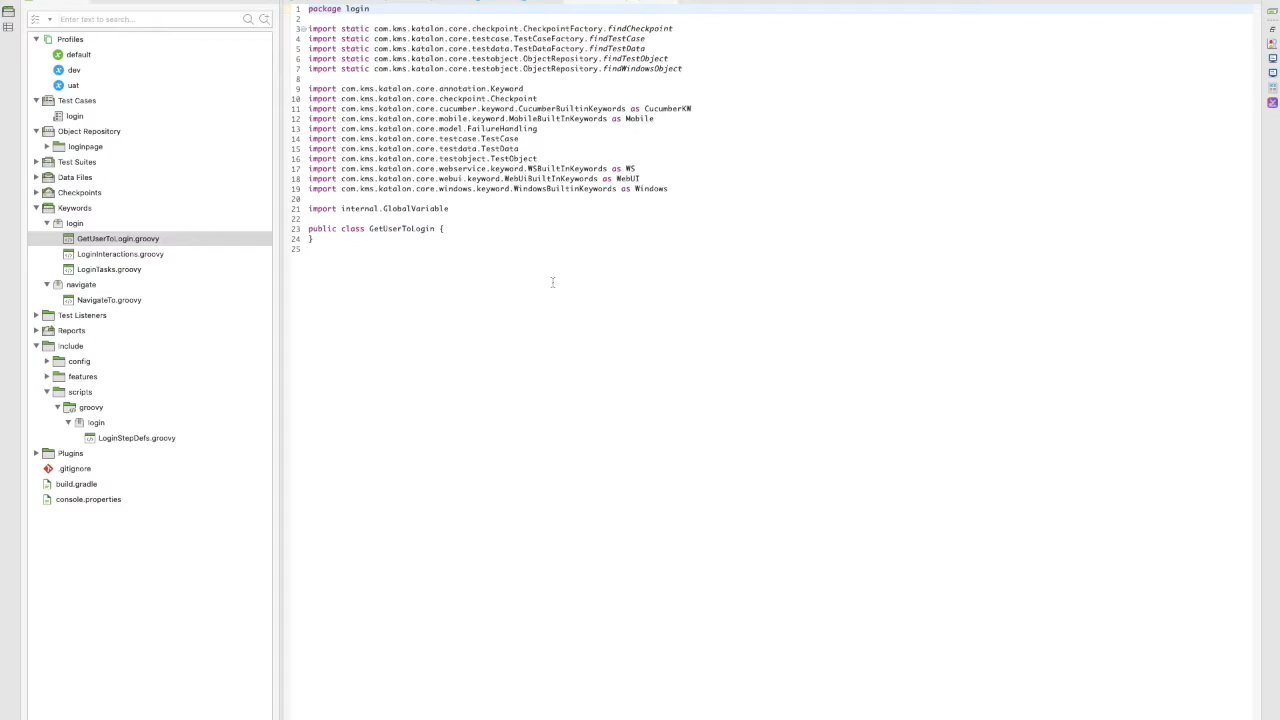 Enter text to search...
Profiles
default
dev
uat
Test Cases
login
Object Repository
loginpage
Test Suites
Data Files
Checkpoints
Keywords
login
GetUserToLogin.groovy
LoginInteractions.groovy
LoginTasks.groovy
navigate
NavigateTo.groovy
Test Listeners
Reports
Include
config
features
scripts
groovy
login
LoginStepDefs.groovy
Plugins
.gitignore
build.gradle
console.properties
1 package login
2
3 import static com.kms.katalon.core.checkpoint.CheckpointFactory.findCheckpoint
4 import static com.kms.katalon.core.testcase.TestCaseFactory.findTestCase
5 import static com.kms.katalon.core.testdata.TestDataFactory.findTestData
6 import static com.kms.katalon.core.testobject.ObjectRepository.findTestObject
7 import static com.kms.katalon.core.testobject.ObjectRepository.findWindowsObject
8
9 import com.kms.katalon.core.annotation.Keyword
10 import com.kms.katalon.core.checkpoint.Checkpoint
11 import com.kms.katalon.core.cucumber.keyword.CucumberBuiltinKeywords as CucumberKW
12 import com.kms.katalon.core.mobile.keyword.MobileBuiltInKeywords as Mobile
13 import com.kms.katalon.core.model.FailureHandling
14 import com.kms.katalon.core.testcase.TestCase
15 import com.kms.katalon.core.testdata.TestData
16 import com.kms.katalon.core.testobject.TestObject
17 import com.kms.katalon.core.webservice.keyword.WSBuiltInKeywords as WS
18 import com.kms.katalon.core.webui.keyword.WebUiBuiltInKeywords as WebUI
19 import com.kms.katalon.core.windows.keyword.WindowsBuiltinKeywords as Windows
20
21 import internal.GlobalVariable
22
23 public class GetUserToLogin {
24 }
25